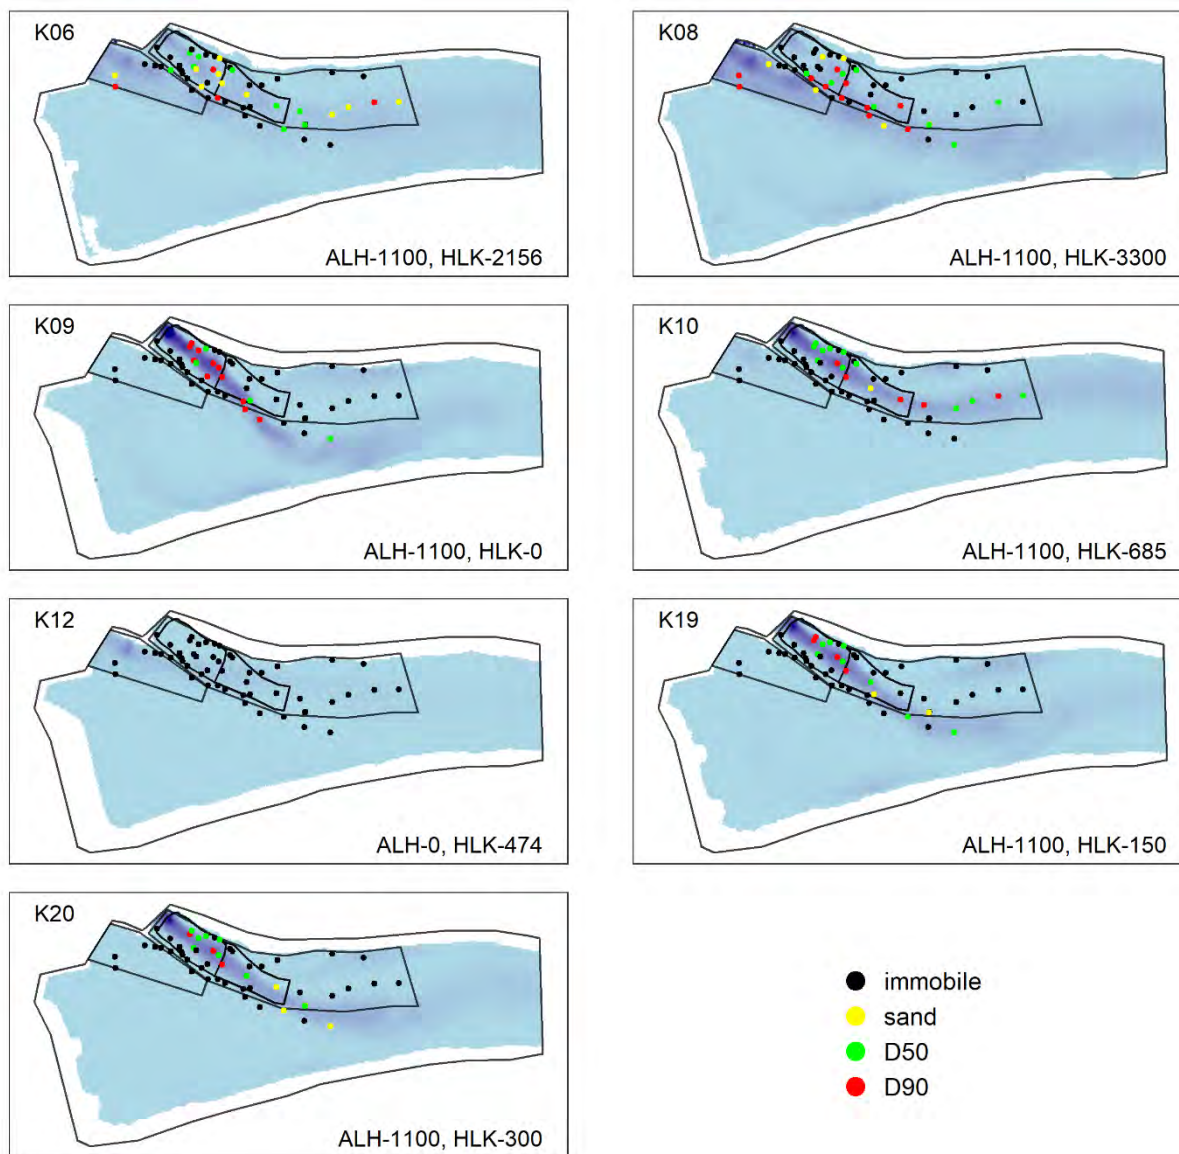 K06
ALH-1100, HLK-2156
K08
ALH-1100, HLK-3300
K09
ALH-1100, HLK-0
K10
ALH-1100, HLK-685
K12
ALH-0, HLK-474
K19
ALH-1100, HLK-150
K20
ALH-1100, HLK-300
immobile
sand
D50
D90